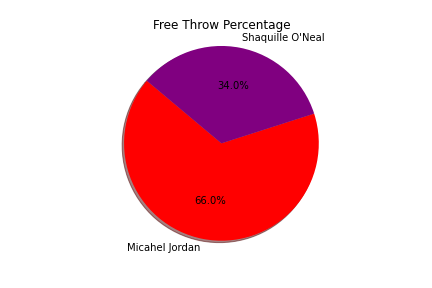 Free Throw Percentage
Shaquille O'Neal
34.0%
66.0%
Micahel Jordan